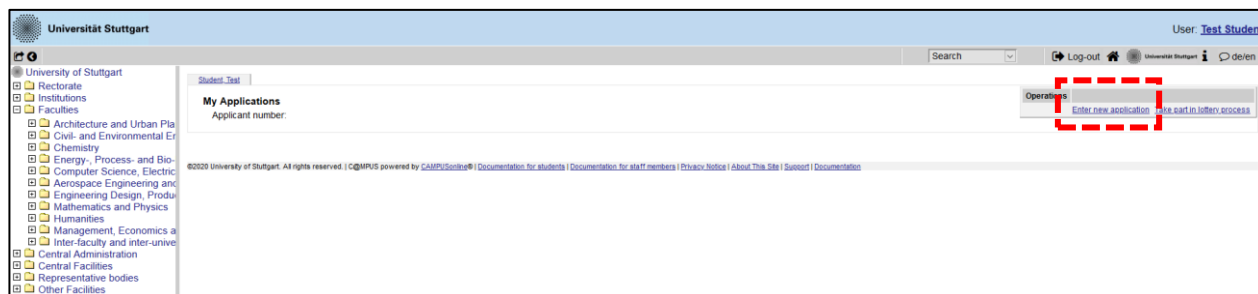 Universität Stuttgart
User: Test Studen
Search
Log-out
Universität Stuttgart
de/en
University of Stuttgart
Rectorate
Institutions
Faculties
Architecture and Urban Pla
Civil- and Environmental Er
Chemistry
Energy-, Process- and Bio-
Computer Science, Electric
Aerospace Engineering and
Engineering Design, Produ
Mathematics and Physics
Humanities
Management, Economics a
Inter-faculty and inter-unive
Central Administration
Central Facilities
Representative bodies
Other Facilities
Student, Test
My Applications
Applicant number:
Operations
Enter new application Take part in lottery process
©2020 University of Stuttgart. All rights reserved. | C@MPUS powered by CAMPUSonline® | Documentation for students | Documentation for staff members | Privacy Notice | About This Site | Support | Documentation